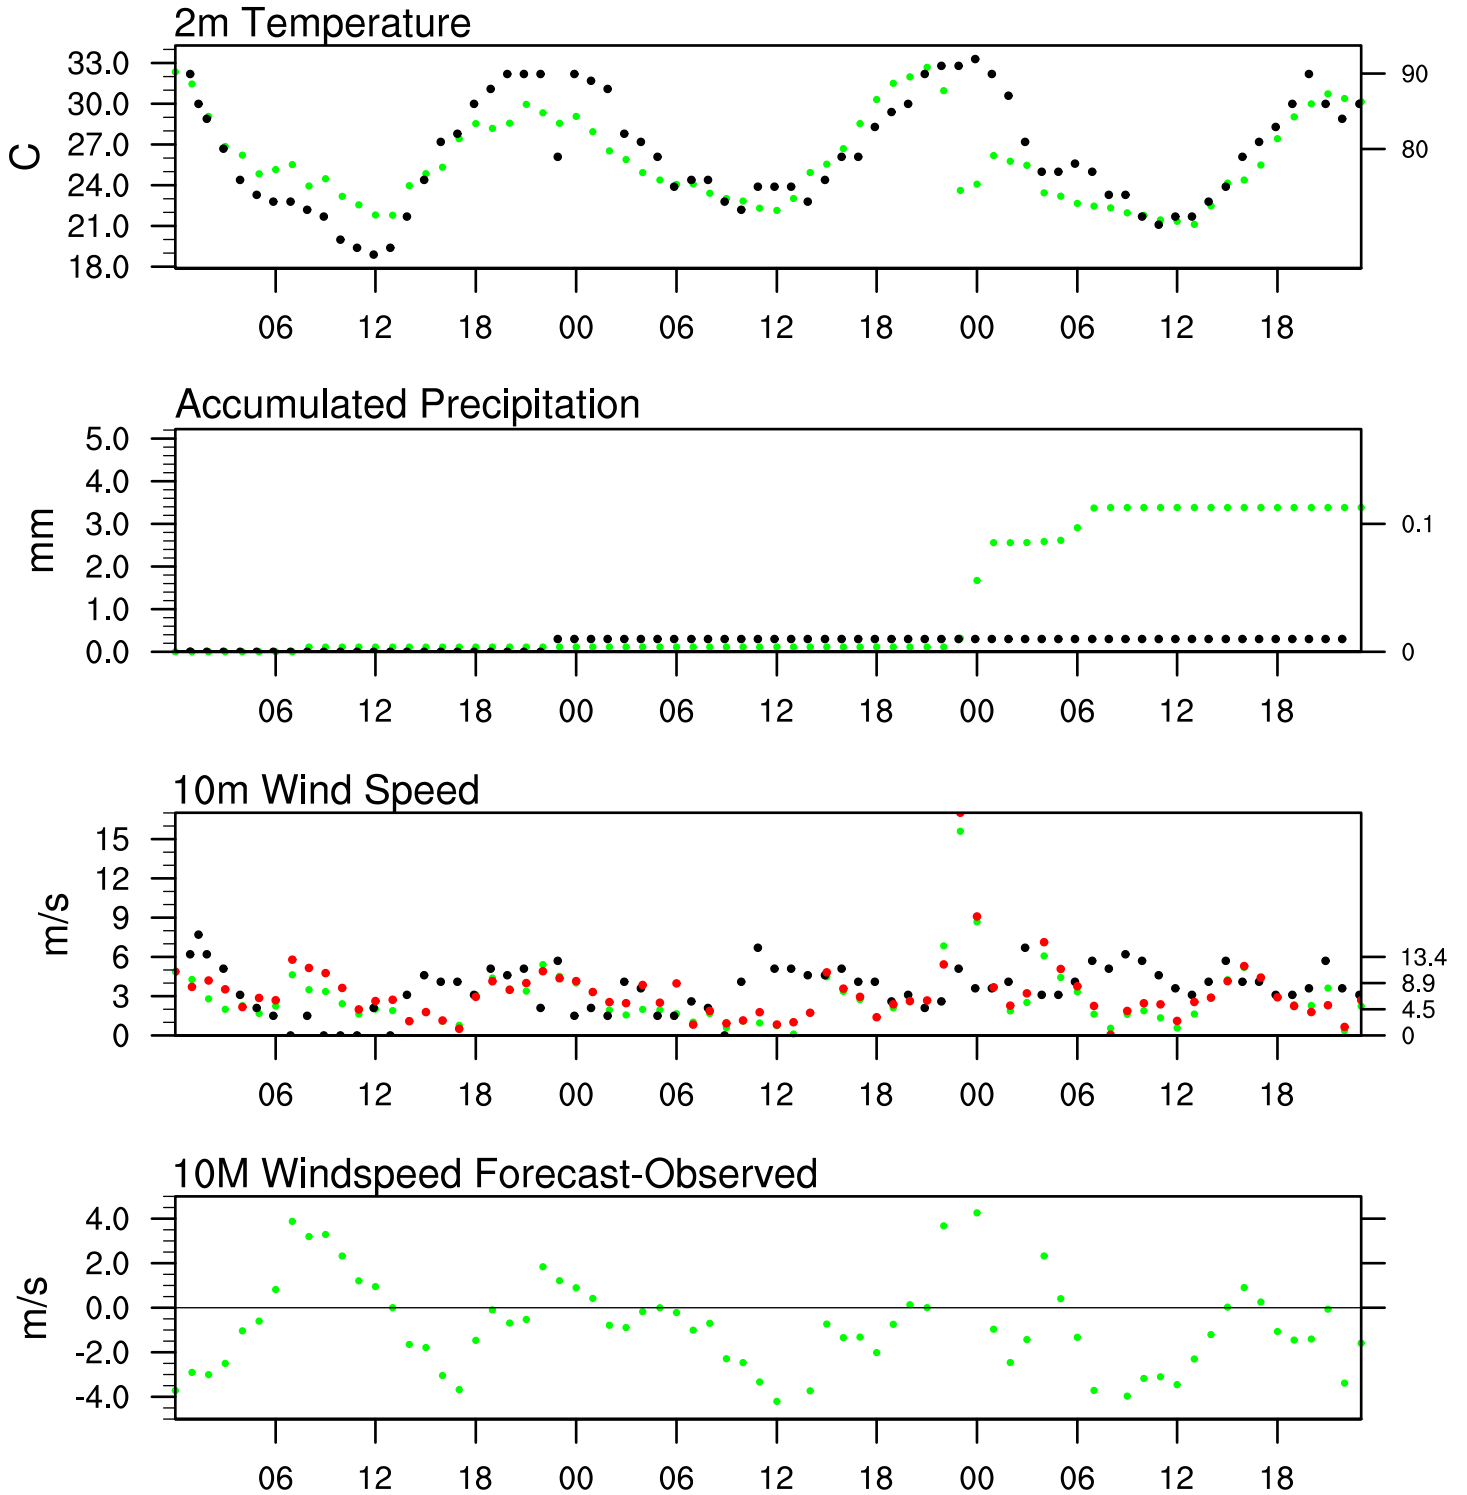 2m Temperature
33.0
30.0
27.0
24.0
21.0
18.0
C
90
80
06 12 18 00 06 12 18 00 06 12 18
Accumulated Precipitation
5.0
4.0
3.0
2.0
1.0
0.0
mm
0.1
0
06 12 18 00 06 12 18 00 06 12 18
10m Wind Speed
15
12
9
6
3
0
m/s
13.4
8.9
4.5
0
06 12 18 00 06 12 18 00 06 12 18
10M Windspeed Forecast-Observed
4.0
2.0
0.0
-2.0
-4.0
m/s
06 12 18 00 06 12 18 00 06 12 18